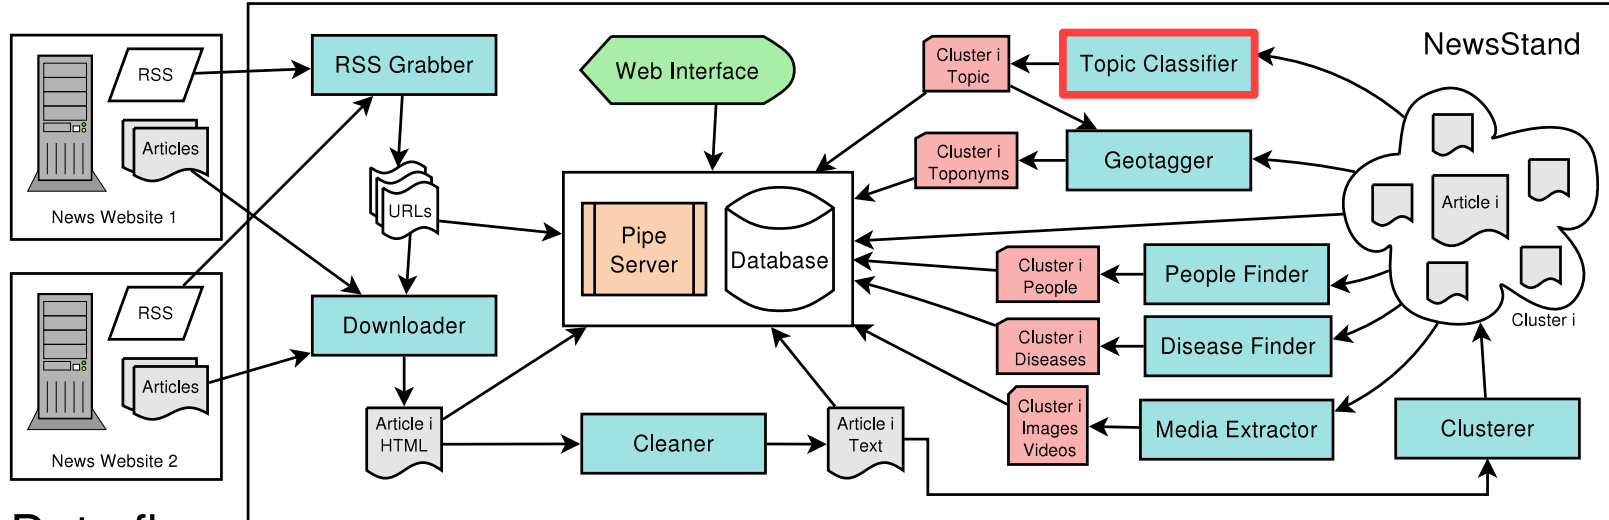 NewsStand
RSS
Articles
News Website 1
RSS
Articles
News Website 2
RSS Grabber
URLs
Downloader
Article i
HTML
Cleaner
Article i
Text
Web Interface
Pipe
Server
Database
Cluster i
Topic
Topic Classifier
Cluster i
Toponyms
Geotagger
Cluster i
People
People Finder
Cluster i
Diseases
Disease Finder
Cluster i
Images
Videos
Media Extractor
Article i
Cluster i
Clusterer